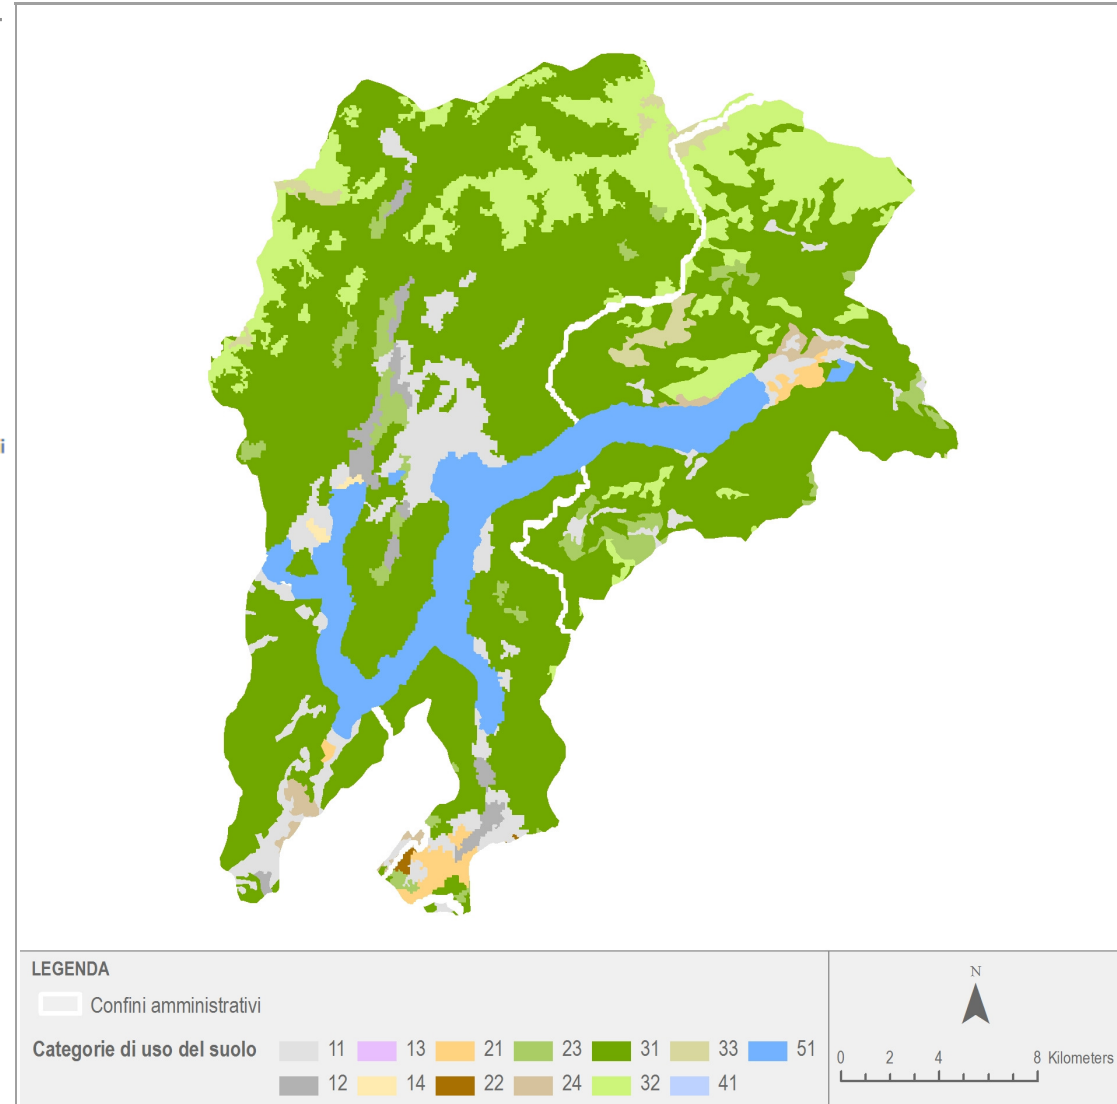 i
LEGENDA
Confini amministrativi
Categorie di uso del suolo
11 13 21 23 31 33 51
12 14 22 24 32 41
N
0 2 4 8 Kilometers